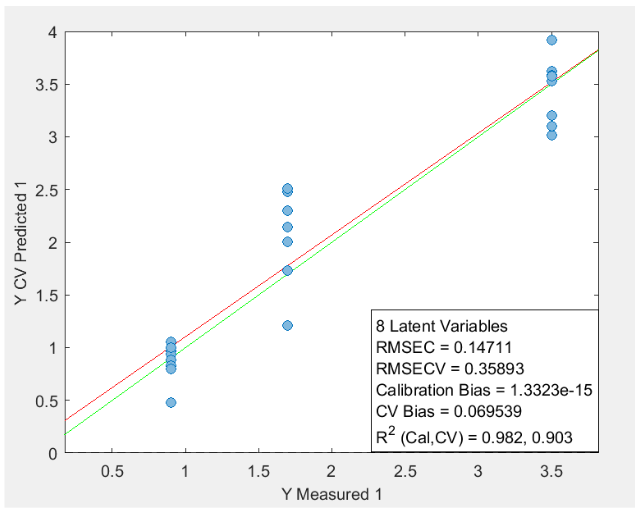 4
3.5
3
2.5
2
1.5
1
0.5
0
Y CV Predicted 1
8 Latent Variables
RMSEC = 0.14711
RMSECV = 0.35893
Calibration Bias = 1.3323e-15
CV Bias = 0.069539
R² (Cal,CV) = 0.982, 0.903
0.5 1 1.5 2 2.5 3 3.5
Y Measured 1